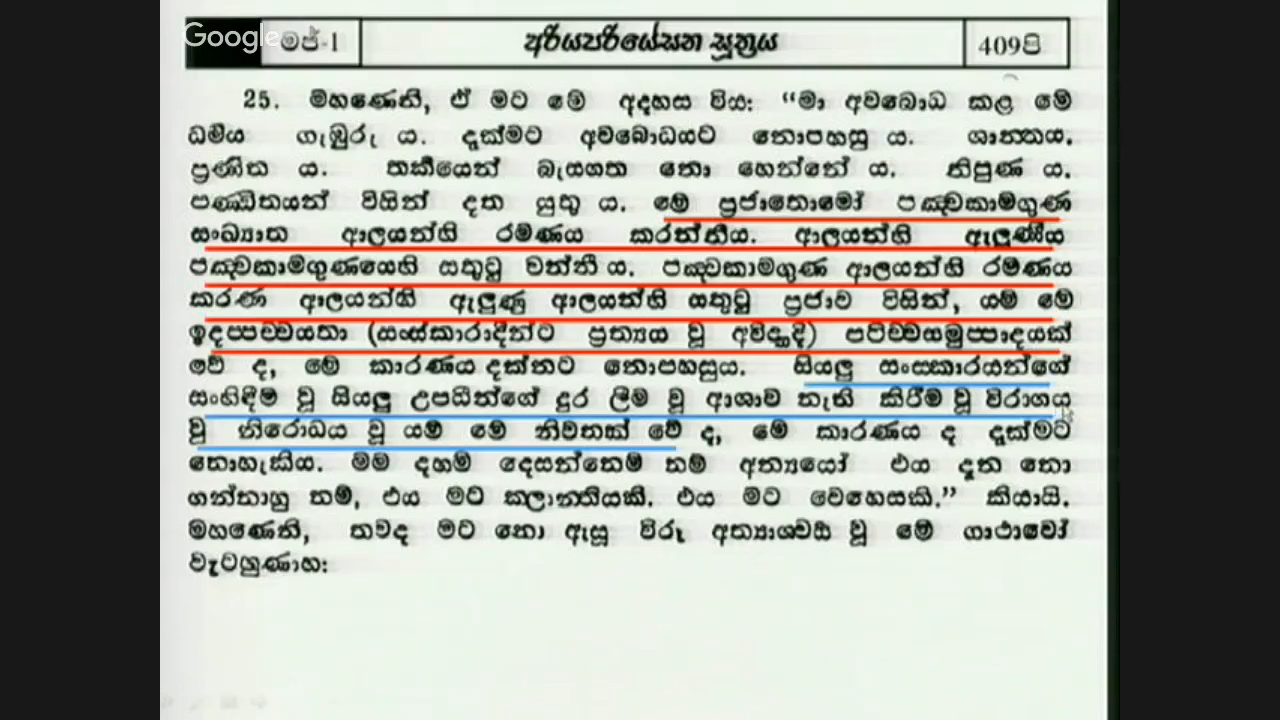 Google
මජ්-1 අරියපරියේසන සූත්‍රය 409පි
25. මහණෙනි, ඒ මට මේ අදහස විය: “මා අවබොධ කළ මේ
ධර්‍මය ගැඹුරු ය. දැක්මට අවබොධයට නොපහසු ය. ශාන්තය.
ප්‍රණීත ය. තර්‍කයෙන් බැසගත නො හෙන්නේ ය. නිපුණ ය.
පණ්ඩිතයන් විසින් දත යුතු ය. මේ ප්‍රජාතොමෝ පඤ්චකාමගුණ
සංඛ්‍යාත ආලයන්හි රමණය කරන්නීය. ආලයන්හි ඇලුණීය
පඤ්චකාමගුණයෙහි සතුටු වන්නී ය. පඤ්චකාමගුණ ආලයන්හි රමණය
කරණ ආලයන්හි ඇලුණු ආලයන්හි සතුටු ප්‍රජාව විසින්, යම් මේ
ඉදප්පච්චයතා (සංස්කාරාදීන්ට ප්‍රත්‍යය වූ අවිද්‍යාදී) පටිච්චසමුප්පාදයක්
වේ ද, මේ කාරණය දක්නට නොපහසුය. සියලු සංස්කාරයන්ගේ
සංහිඳීම වූ සියලු උපධීන්ගේ දුර ලීම වූ ආශාව නැති කිරීම වූ විරාගය
වූ නිරොධය වූ යම් මේ නිවනක් වේ ද, මේ කාරණය ද දැක්මට
නොහැකිය. මම දහම් දෙසන්නෙම් නම් අන්‍යයෝ එය දැන නො
ගන්නාහු නම්, එය මට ක්ලාන්තියකි. එය මට වෙහෙසකි.” කියායි.
මහණෙනි, තවද මට නො ඇසූ විරූ අත්‍යාශ්චර්‍ය වූ මේ ගාථාවෝ
වැටහුණාහ: